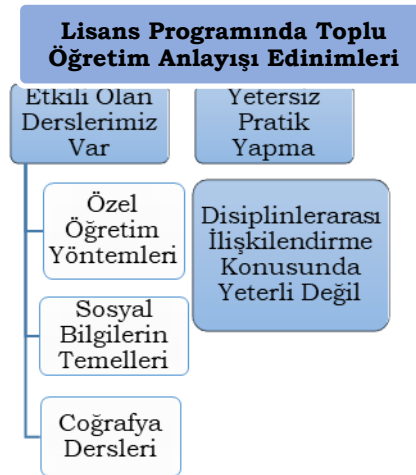 Lisans Programında Toplu
Öğretim Anlayışı Edinimleri
Etkili Olan
Derslerimiz
Var
Özel
Öğretim
Yöntemleri
Sosyal
Bilgilerin
Temelleri
Coğrafya
Dersleri
Yetersiz
Pratik
Yapma
Disiplinlerarası
İlişkilendirme
Konusunda
Yeterli Değil